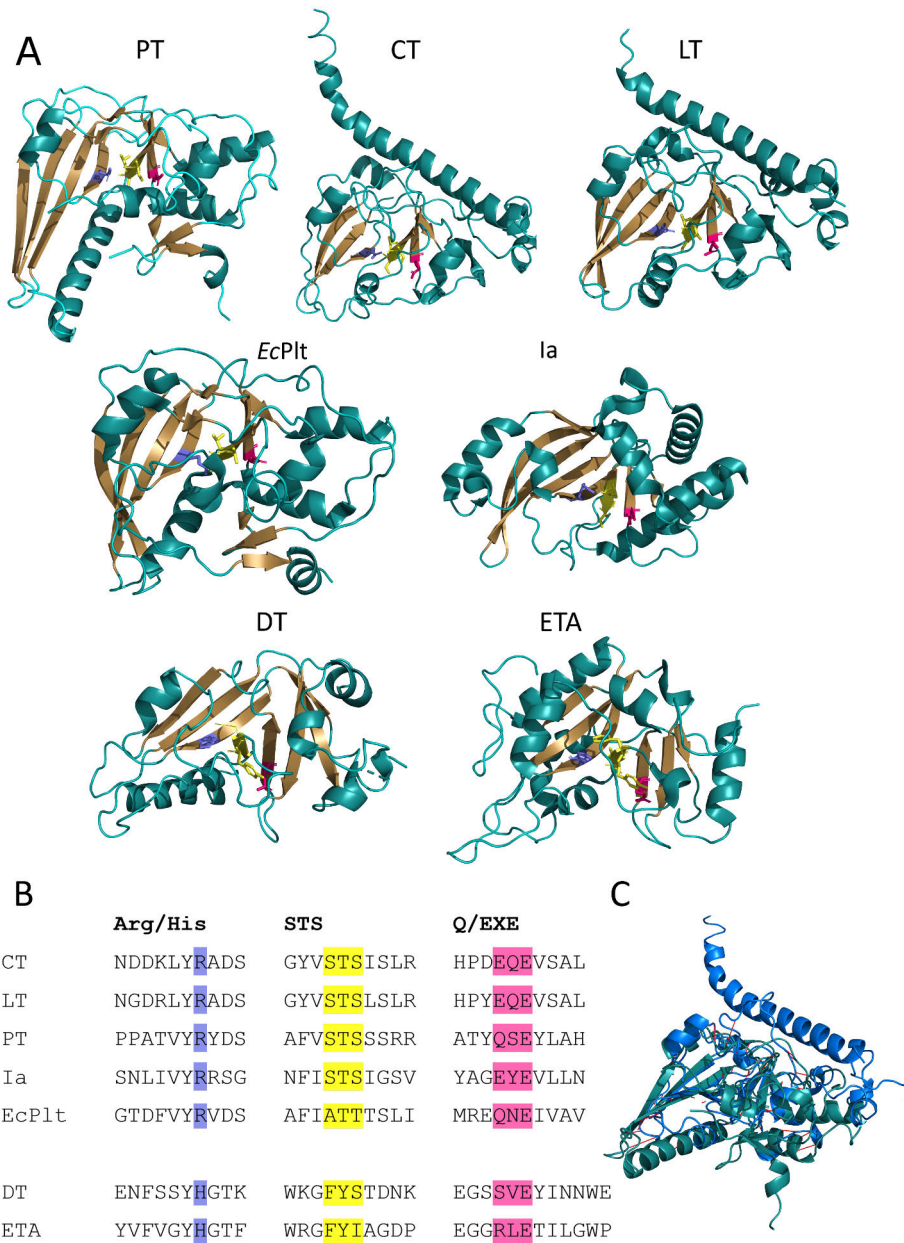 A
PT
CT
LT
EcPlt
Ia
DT
ETA
B
C
Arg/His STS Q/EXE
CT NDDKLYRADS GYVSTSISLR HPDEQEVSAL
LT NGDRLYRADS GYVSTSLSLR HPYEQEVSAL
PT PPATVYRYDS AFVSTSSSRR ATYQSEYLAH
Ia SNLIVYRRSG NFISTSIGSV YAGEYEVLLN
EcPlt GTDFVYRVDS AFIATTTSLI MREQNEIVAV
DT ENFSSYHGTK WKGFYSTDNK EGSSVEYINNWE
ETA YVFVGYHGTF WRGFYIAGDP EGGRLETILGWP